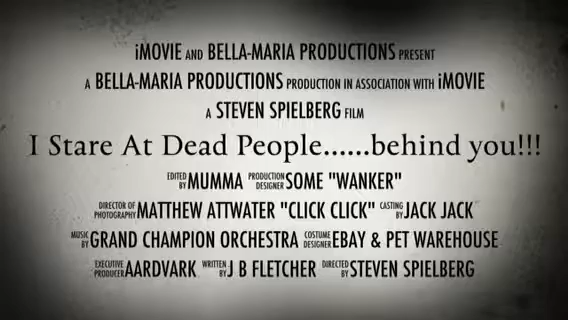 iMOVIE AND BELLA-MARIA PRODUCTIONS PRESENT
A BELLA-MARIA PRODUCTIONS PRODUCTION IN ASSOCIATION WITH iMOVIE
A STEVEN SPIELBERG FILM
I Stare At Dead People......behind you!!!
EDITED BY MUMMA PRODUCTION DESIGNER SOME "WANKER"
DIRECTOR OF PHOTOGRAPHY MATTHEW ATTWATER "CLICK CLICK" CASTING BY JACK JACK
MUSIC BY GRAND CHAMPION ORCHESTRA COSTUME DESIGNER EBAY & PET WAREHOUSE
EXECUTIVE PRODUCER AARDVARK WRITTEN BY J B FLETCHER DIRECTED BY STEVEN SPIELBERG